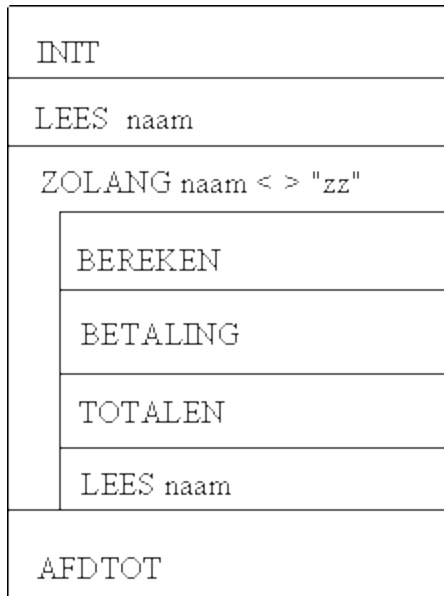 INIT
LEES naam
ZOLANG naam < > "zz"
BEREKEN
BETALING
TOTALEN
LEES naam
AFDTOT